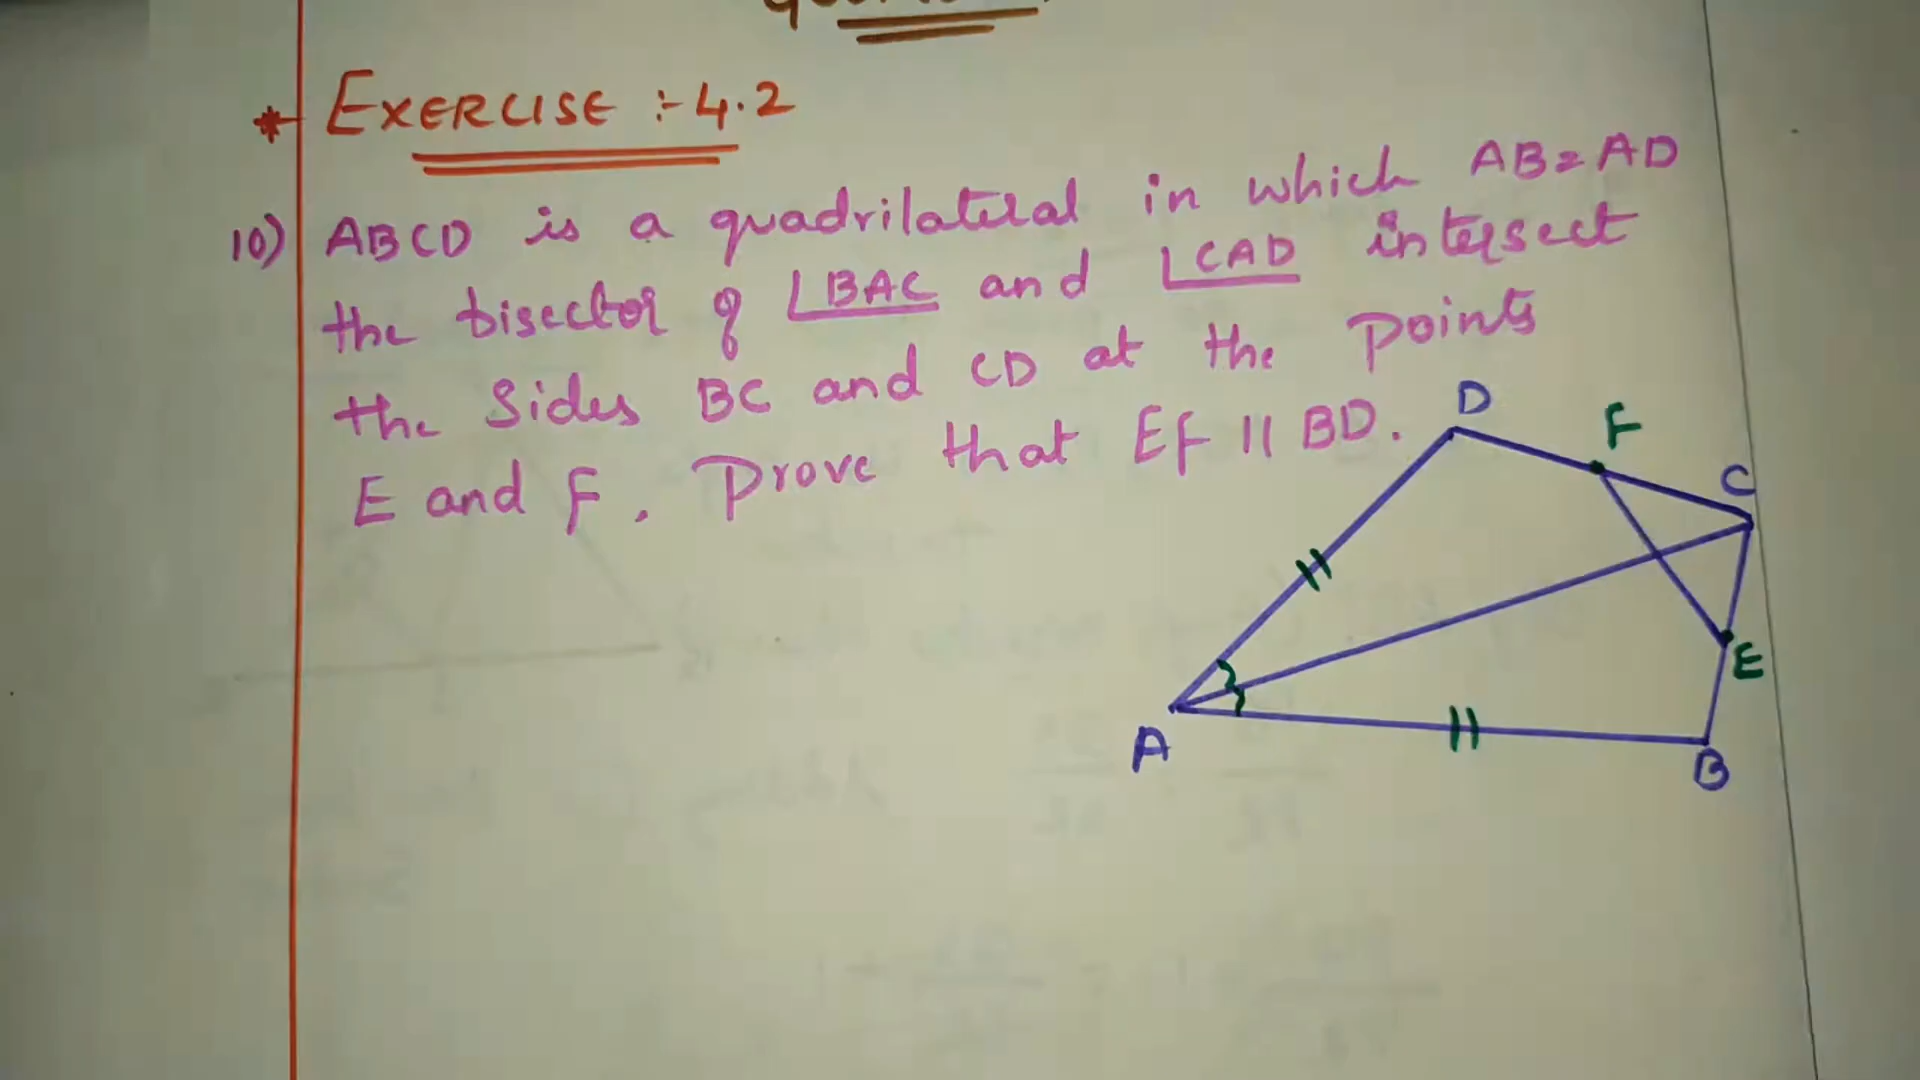 * EXERCISE :- 4.2
10) ABCD is a quadrilateral in which AB=AD
the bisector of ∠BAC and ∠CAD intersect
the sides BC and CD at the points
E and F. Prove that EF || BD.
D
F
C
E
A
B